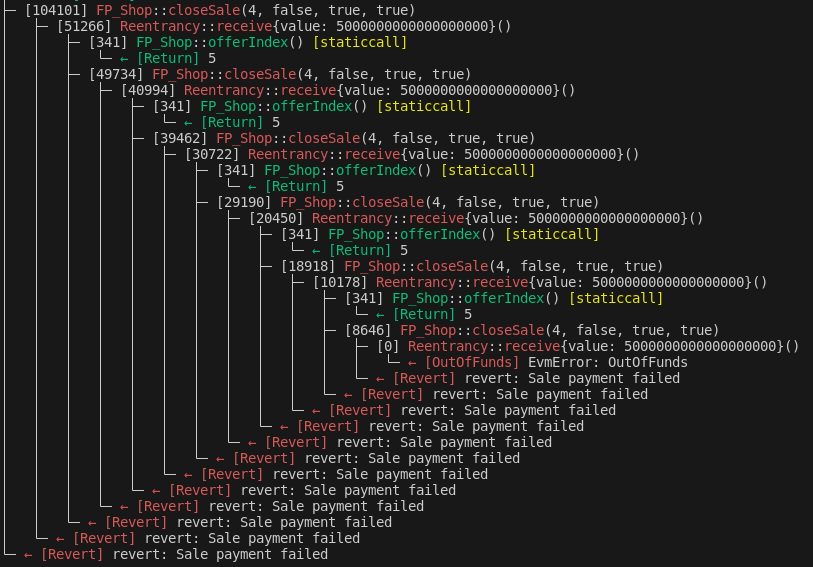 [104101] FP_Shop::closeSale(4, false, true, true)
[51266] Reentrancy::receive{value: 5000000000000000000}()
[341] FP_Shop::offerIndex() [staticcall]
← [Return] 5
[49734] FP_Shop::closeSale(4, false, true, true)
[40994] Reentrancy::receive{value: 5000000000000000000}()
[341] FP_Shop::offerIndex() [staticcall]
← [Return] 5
[39462] FP_Shop::closeSale(4, false, true, true)
[30722] Reentrancy::receive{value: 5000000000000000000}()
[341] FP_Shop::offerIndex() [staticcall]
← [Return] 5
[29190] FP_Shop::closeSale(4, false, true, true)
[20450] Reentrancy::receive{value: 5000000000000000000}()
[341] FP_Shop::offerIndex() [staticcall]
← [Return] 5
[18918] FP_Shop::closeSale(4, false, true, true)
[10178] Reentrancy::receive{value: 5000000000000000000}()
[341] FP_Shop::offerIndex() [staticcall]
← [Return] 5
[8646] FP_Shop::closeSale(4, false, true, true)
[0] Reentrancy::receive{value: 5000000000000000000}()
← [OutOfFunds] EvmError: OutOfFunds
← [Revert] revert: Sale payment failed
← [Revert] revert: Sale payment failed
← [Revert] revert: Sale payment failed
← [Revert] revert: Sale payment failed
← [Revert] revert: Sale payment failed
← [Revert] revert: Sale payment failed
← [Revert] revert: Sale payment failed
← [Revert] revert: Sale payment failed
← [Revert] revert: Sale payment failed
← [Revert] revert: Sale payment failed
← [Revert] revert: Sale payment failed
← [Revert] revert: Sale payment failed